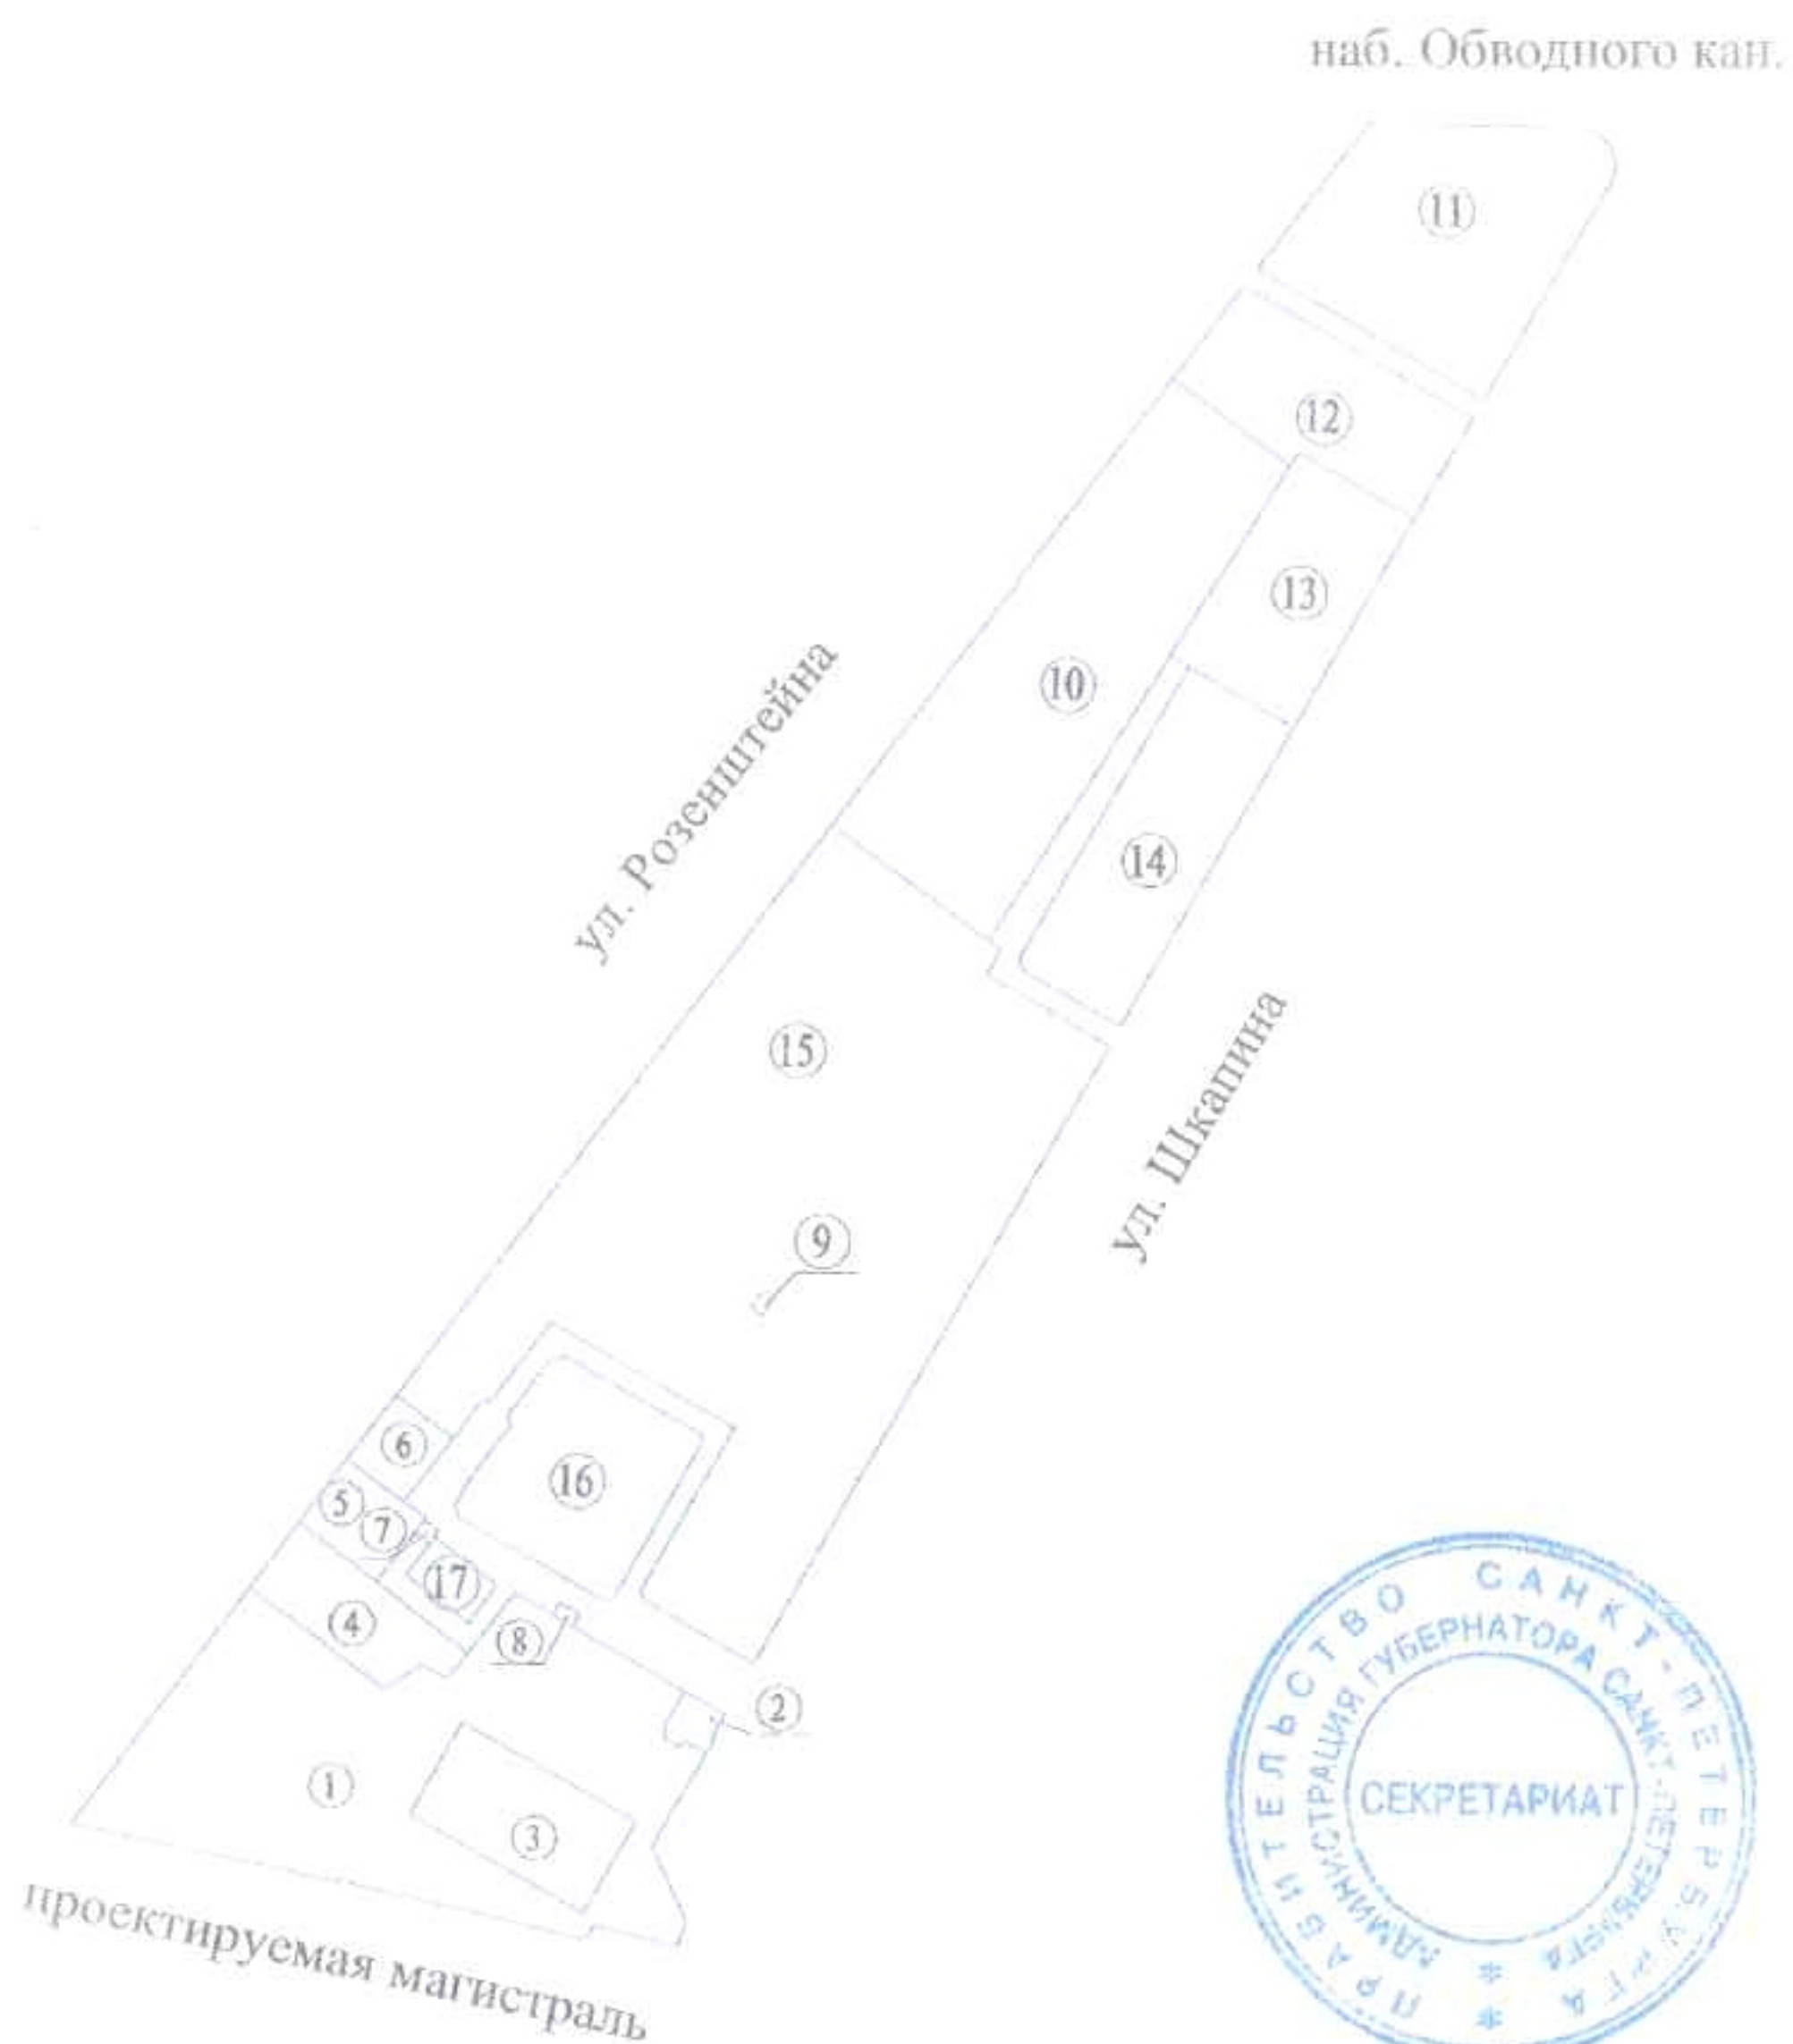 наб. Обводного кан.
11
12
13
10
ул. Розенштейна
14
15
ул. Шкапина
9
6
16
5
7
17
4
8
2
1
3
проектируемая магистраль
ПРАВИТЕЛЬСТВО САНКТ-ПЕТЕРБУРГА
АДМИНИСТРАЦИЯ ГУБЕРНАТОРА САНКТ-ПЕТЕРБУРГА
СЕКРЕТАРИАТ
* *